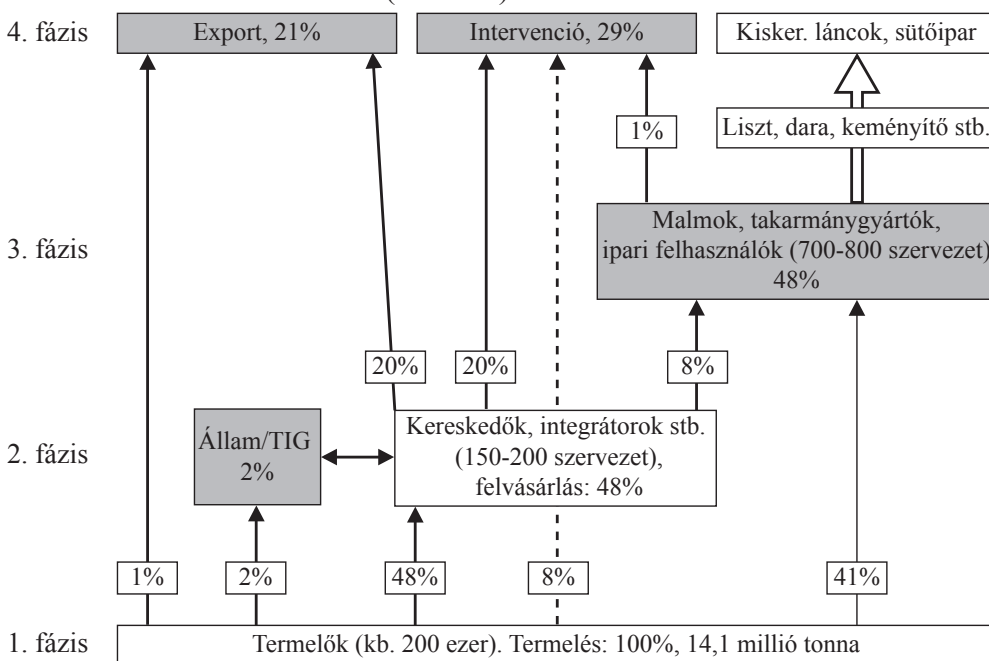 4. fázis
Export, 21%
Intervenció, 29%
Kisker. láncok, sütőipar
1%
Liszt, dara, keményítő stb.
3. fázis
Malmok, takarmánygyártók,
ipari felhasználók (700-800 szervezet)
48%
20%
20%
8%
2. fázis
Állam/TIG
2%
Kereskedők, integrátorok stb.
(150-200 szervezet),
felvásárlás: 48%
1%
2%
48%
8%
41%
1. fázis
Termelők (kb. 200 ezer). Termelés: 100%, 14,1 millió tonna